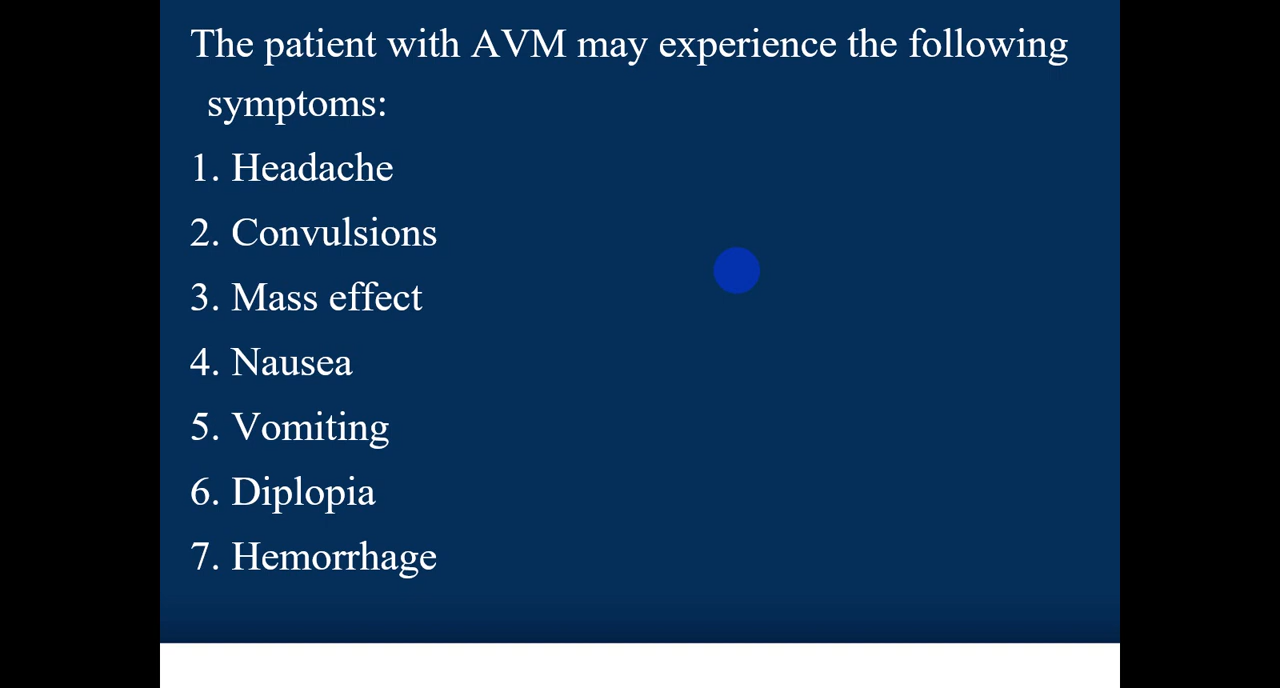 The patient with AVM may experience the following
symptoms:
1. Headache
2. Convulsions
3. Mass effect
4. Nausea
5. Vomiting
6. Diplopia
7. Hemorrhage